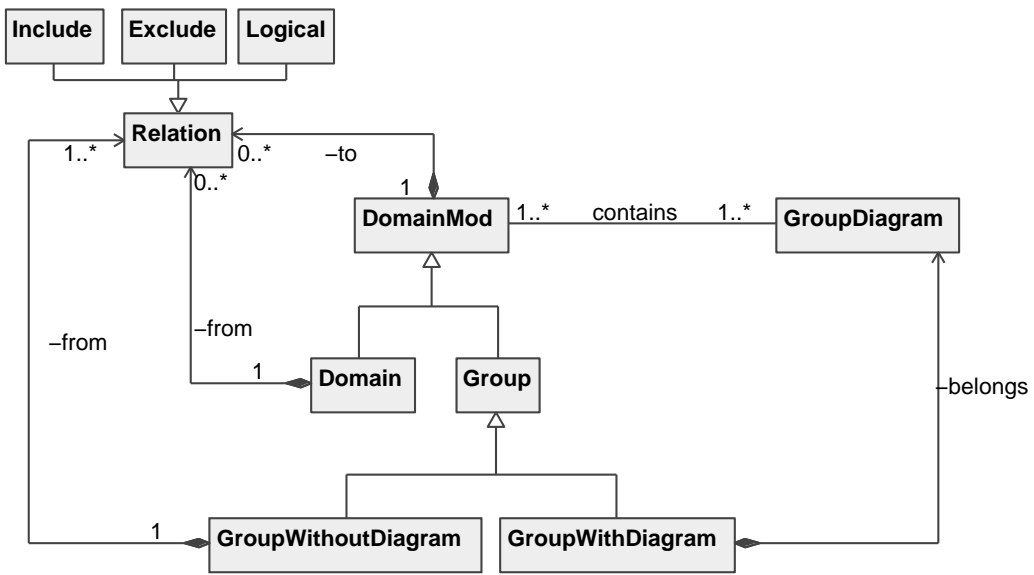 Include Exclude Logical
Relation
1..* 0..* –to
0..* 1
DomainMod 1..* contains 1..* GroupDiagram
–from –from
1 Domain Group –belongs
1 GroupWithoutDiagram GroupWithDiagram